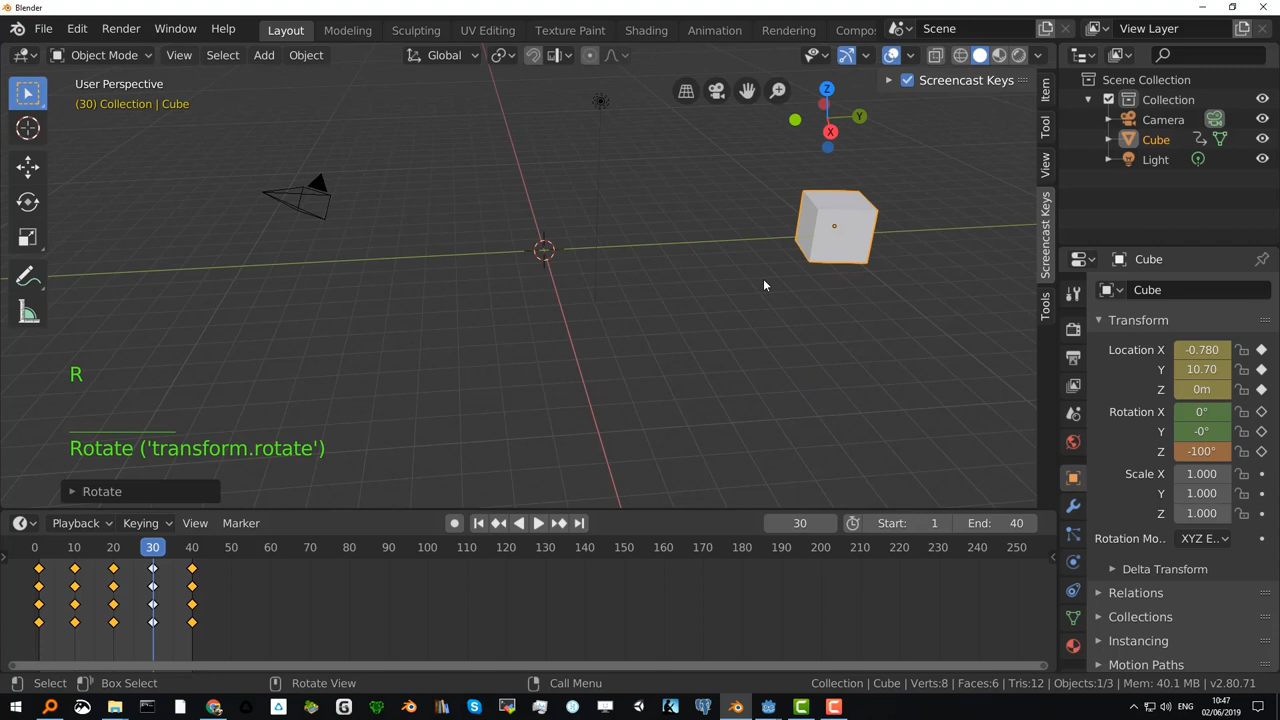 Blender
File Edit Render Window Help Layout Modeling Sculpting UV Editing Texture Paint Shading Animation Rendering Compos Scene View Layer
Object Mode View Select Add Object Global
User Perspective
(30) Collection | Cube
Screencast Keys
Z
Y
X
Item
Tool
View
Screencast Keys
Tools
R
Rotate ('transform.rotate')
Rotate
Scene Collection
Collection
Camera
Cube
Light
Cube
Cube
Transform
Location X -0.780
Y 10.70
Z 0m
Rotation X 0°
Y -0°
Z -100°
Scale X 1.000
Y 1.000
Z 1.000
Rotation Mo.. XYZ E..
Delta Transform
Relations
Collections
Instancing
Motion Paths
Playback Keying View Marker 30 Start: 1 End: 40
0 10 20 30 40 50 60 70 80 90 100 110 120 130 140 150 160 170 180 190 200 210 220 230 240 250
Select Box Select Rotate View Call Menu Collection | Cube | Verts:8 | Faces:6 | Tris:12 | Objects:1/3 | Mem: 40.1 MB | v2.80.71
ENG
10:47
02/06/2019